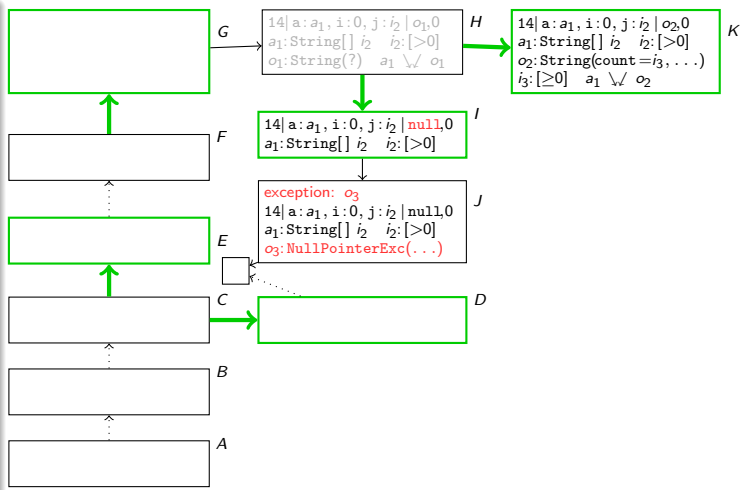 G
14| a: a₁, i:0, j: i₂ | o₁,0
a₁: String[ ] i₂ i₂: [>0]
o₁: String(?) a₁ \,/ o₁
H
14| a: a₁, i:0, j: i₂ | o₂,0
a₁: String[ ] i₂ i₂: [>0]
o₂: String(count=i₃, ...)
i₃: [≥0] a₁ \,/ o₂
K
F
14| a: a₁, i:0, j: i₂ | null,0
a₁: String[ ] i₂ i₂: [>0]
I
exception: o₃
14| a: a₁, i:0, j: i₂ | null,0
a₁: String[ ] i₂ i₂: [>0]
o₃: NullPointerExc(...)
J
E
C
D
B
A